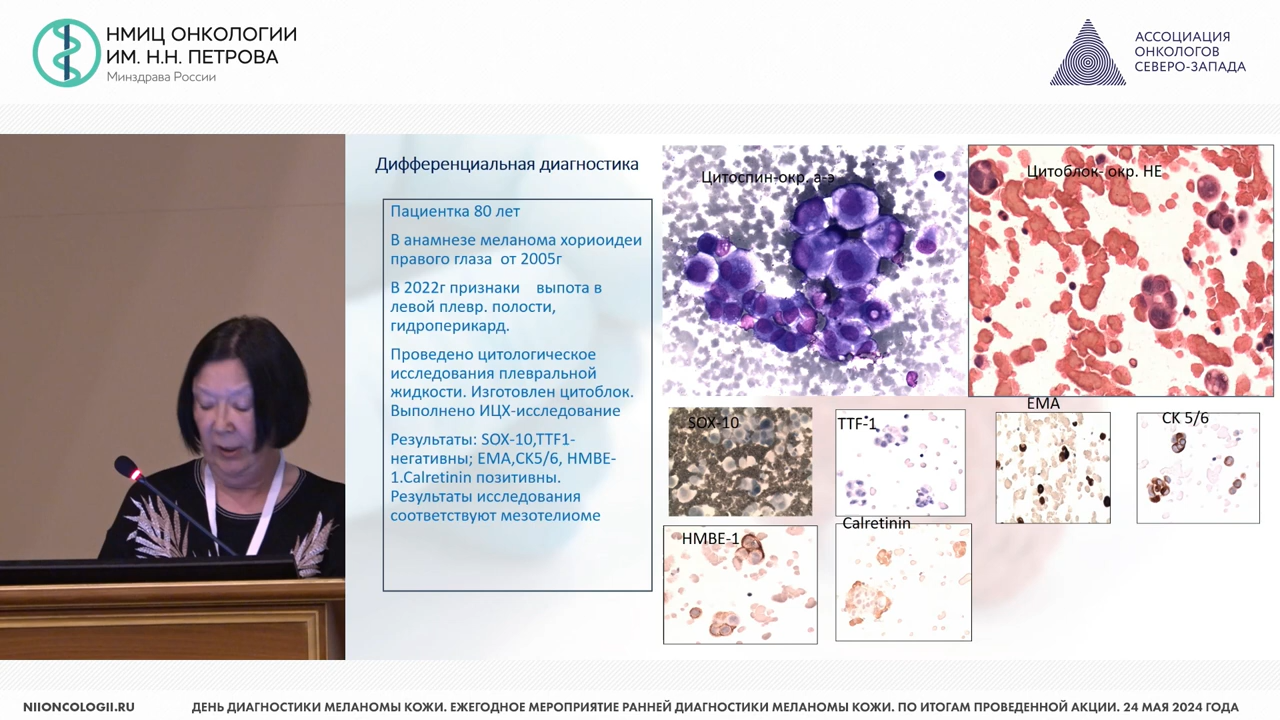 НМИЦ ОНКОЛОГИИ
ИМ. Н.Н. ПЕТРОВА
Минздрава России
АССОЦИАЦИЯ
ОНКОЛОГОВ
СЕВЕРО-ЗАПАДА
Дифференциальная диагностика
Пациентка 80 лет
В анамнезе меланома хориоидеи
правого глаза от 2005г
В 2022г признаки выпота в
левой плевр. полости,
гидроперикард.
Проведено цитологическое
исследования плевральной
жидкости. Изготовлен цитоблок.
Выполнено ИЦХ-исследование
Результаты: SOX-10,TTF1-
негативны; EMA,CK5/6, HMBE-
1.Calretinin позитивны.
Результаты исследования
соответствуют мезотелиоме
Цитоспин-окр. а-э
Цитоблок- окр. НЕ
SOX-10
TTF-1
EMA
CK 5/6
HMBE-1
Calretinin
NIIONCOLOGII.RU
ДЕНЬ ДИАГНОСТИКИ МЕЛАНОМЫ КОЖИ. ЕЖЕГОДНОЕ МЕРОПРИЯТИЕ РАННЕЙ ДИАГНОСТИКИ МЕЛАНОМЫ КОЖИ. ПО ИТОГАМ ПРОВЕДЕННОЙ АКЦИИ. 24 МАЯ 2024 ГОДА